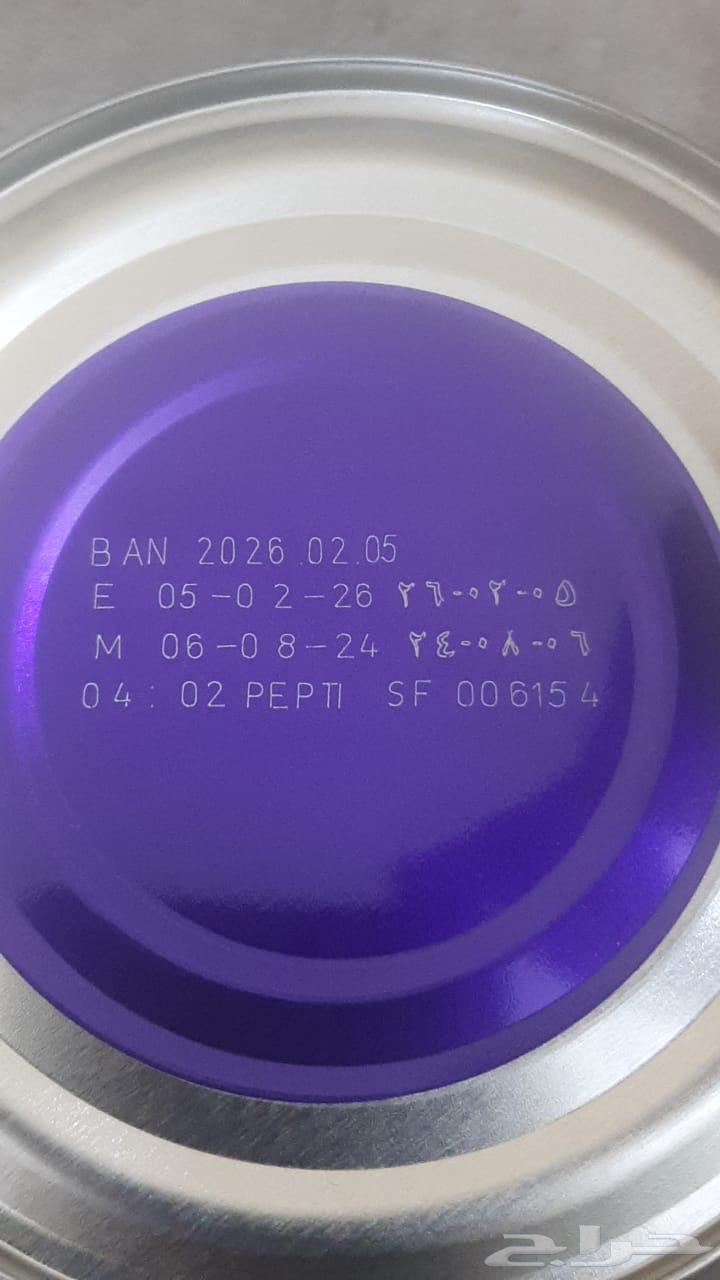 BAN 2026.02.05
E 05-02-26 ٢٦-٠٢-٠٥
M 06-08-24 ٢٤-٠٨-٠٦
04:02 PEPTI SF 006154
حراج